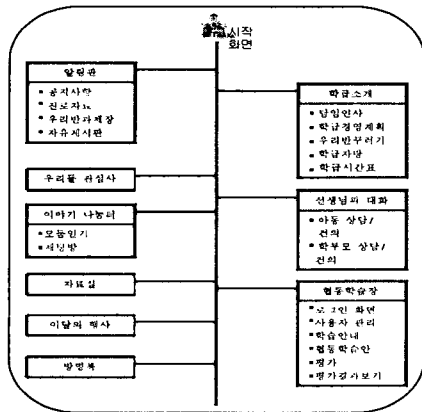 시작
화면
알림판
공지사항
진로자료
우리반과제장
자유게시판
우리들 관심사
이야기 나눔터
모둠일기
채팅방
자료실
이달의 행사
방명록
학급소개
담임인사
학급경영계획
우리반꾸러기
학급자랑
학급시간표
선생님과 대화
아동 상담/
건의
학부모 상담/
건의
협동학습장
로그인 화면
사용자 관리
학습안내
협동학습안
평가
평가결과보기